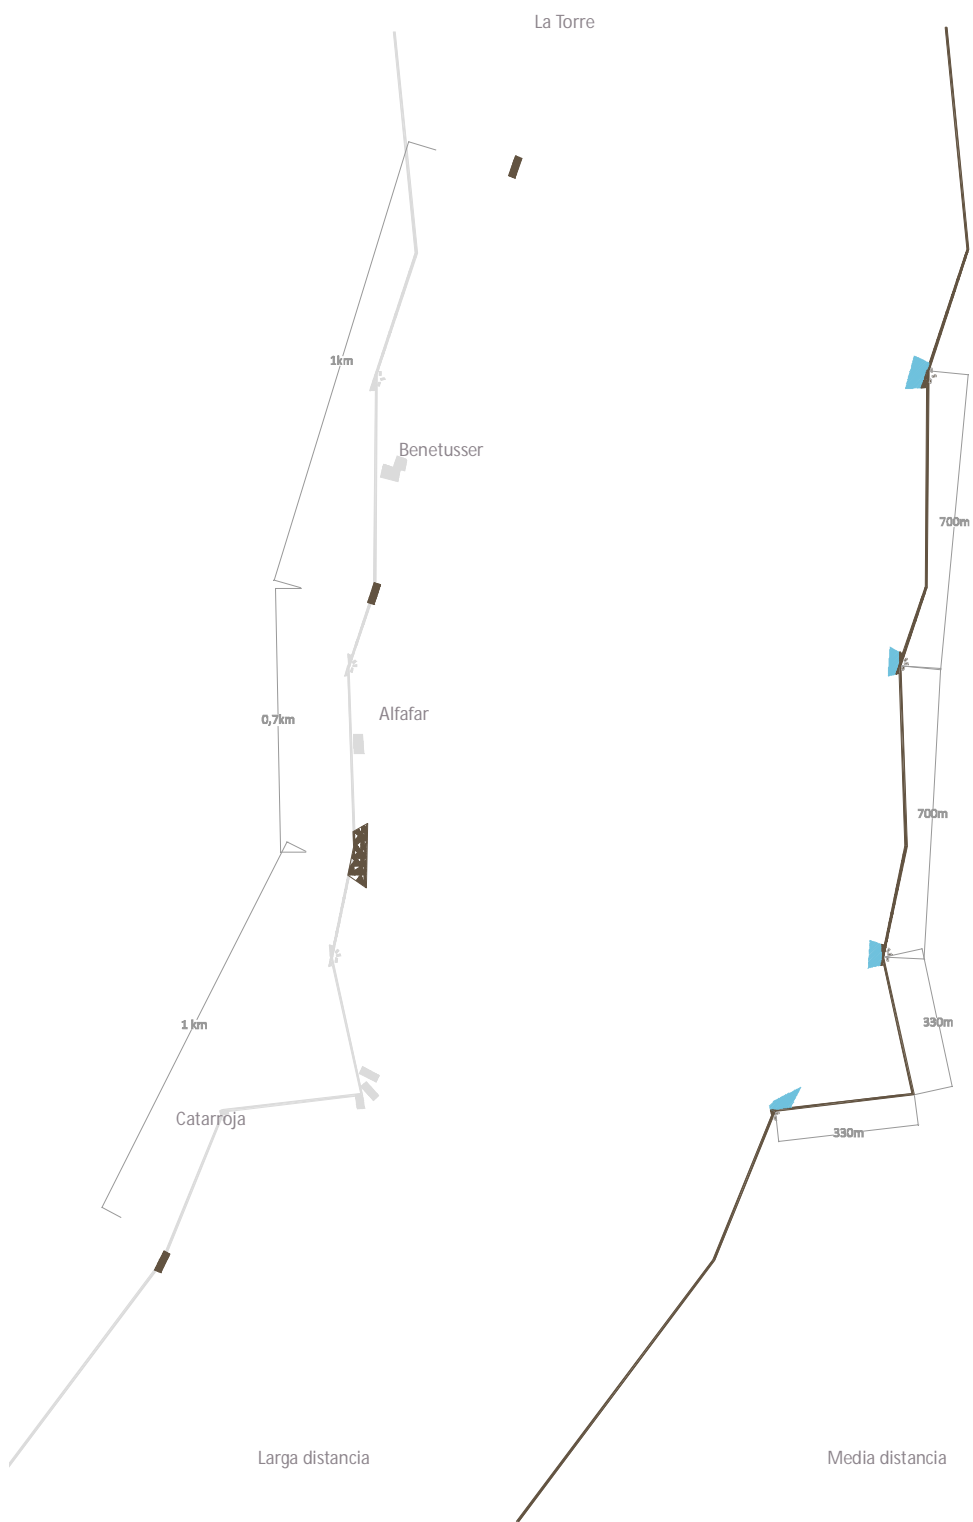 La Torre
1km
Benetusser
700m
Alfafar
0,7km
700m
1 km
330m
Catarroja
330m
Larga distancia
Media distancia